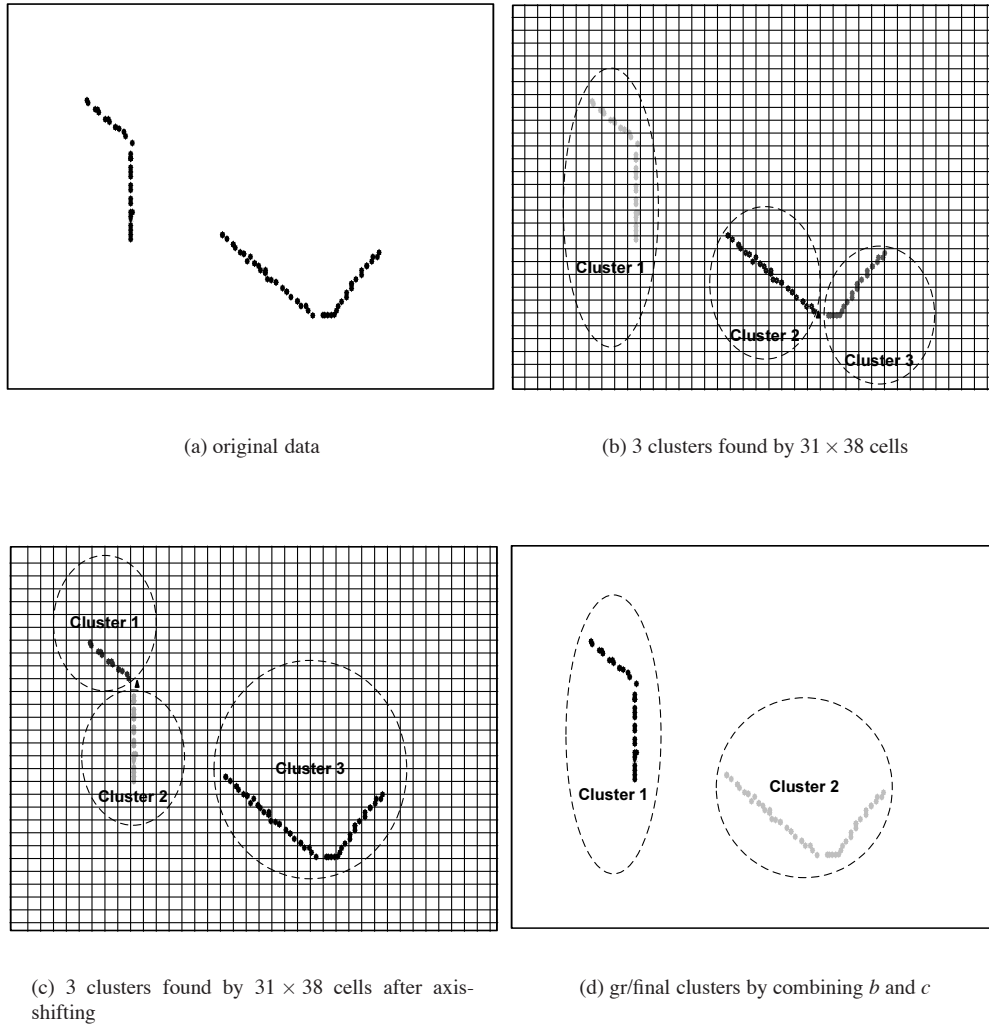 Cluster 1
Cluster 2
Cluster 3
(a) original data
(b) 3 clusters found by 31 × 38 cells
Cluster 1
Cluster 2
Cluster 3
Cluster 1
Cluster 2
(c) 3 clusters found by 31 × 38 cells after axis-
shifting
(d) gr/final clusters by combining b and c